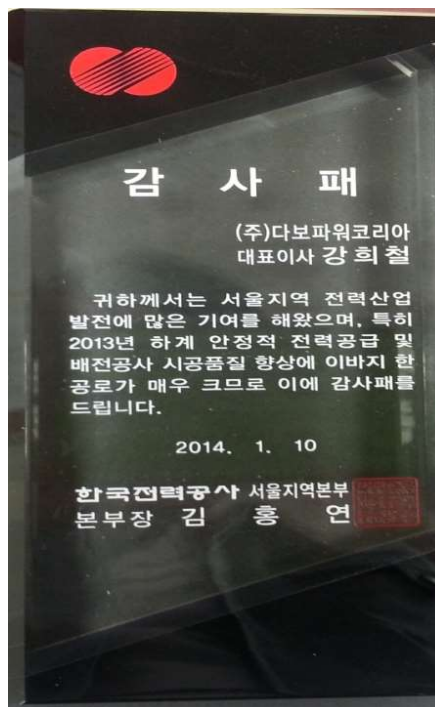 감 사 패
(주)다보파워코리아
대표이사 강 희 철
귀하께서는 서울지역 전력산업
발전에 많은 기여를 해왔으며, 특히
2013년 하계 안정적 전력공급 및
배전공사 시공품질 향상에 이바지 한
공로가 매우 크므로 이에 감사패를
드립니다.
2014. 1. 10
한국전력공사 서울지역본부
본부장 김 홍 연